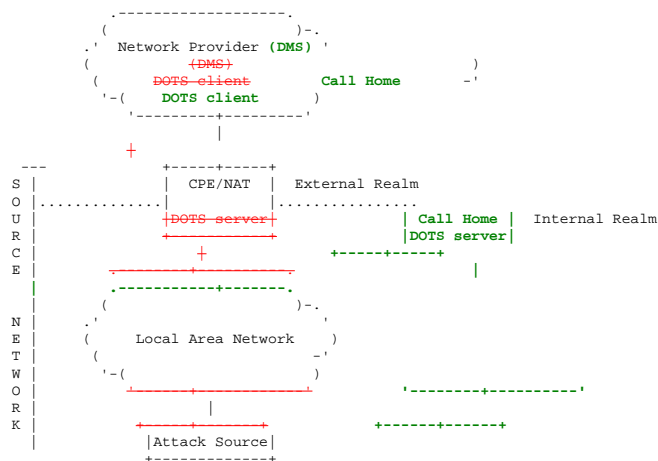 .-------------------.
(                      )-.
.' Network Provider (DMS) '
(            (DMS)                              )
(       DOTS client          Call Home        -'
'-(    DOTS client       )
'---------+---------'
|
+
---               +-----+-----+
S |                | CPE/NAT  |  External Realm
O |..............|          |................
U |                |DOTS server|                | Call Home |  Internal Realm
R |                +-----------+                |DOTS server|
C |                    +                +-----+-----+
E |         .---------+---------.                       |
|         .-----------+-------.
|        (                      )-.
N |      .'                           '
E |      (     Local Area Network    )
T |       (                          -'
W |        '-(                       )
O |           '------+------------'            '--------+----------'
R |                     |
K |            +------+-------+              +------+------+
|             |Attack Source|
+-------------+